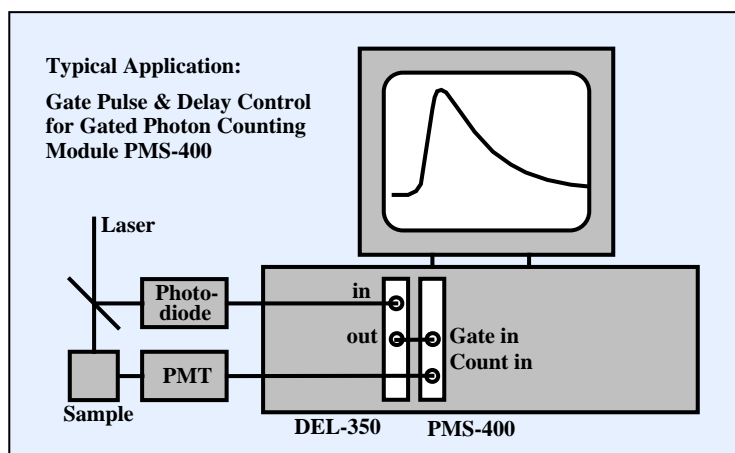 Typical Application:
Gate Pulse & Delay Control
for Gated Photon Counting
Module PMS-400
Laser
Photo-
diode
in
out
Gate in
Count in
PMT
Sample
DEL-350
PMS-400